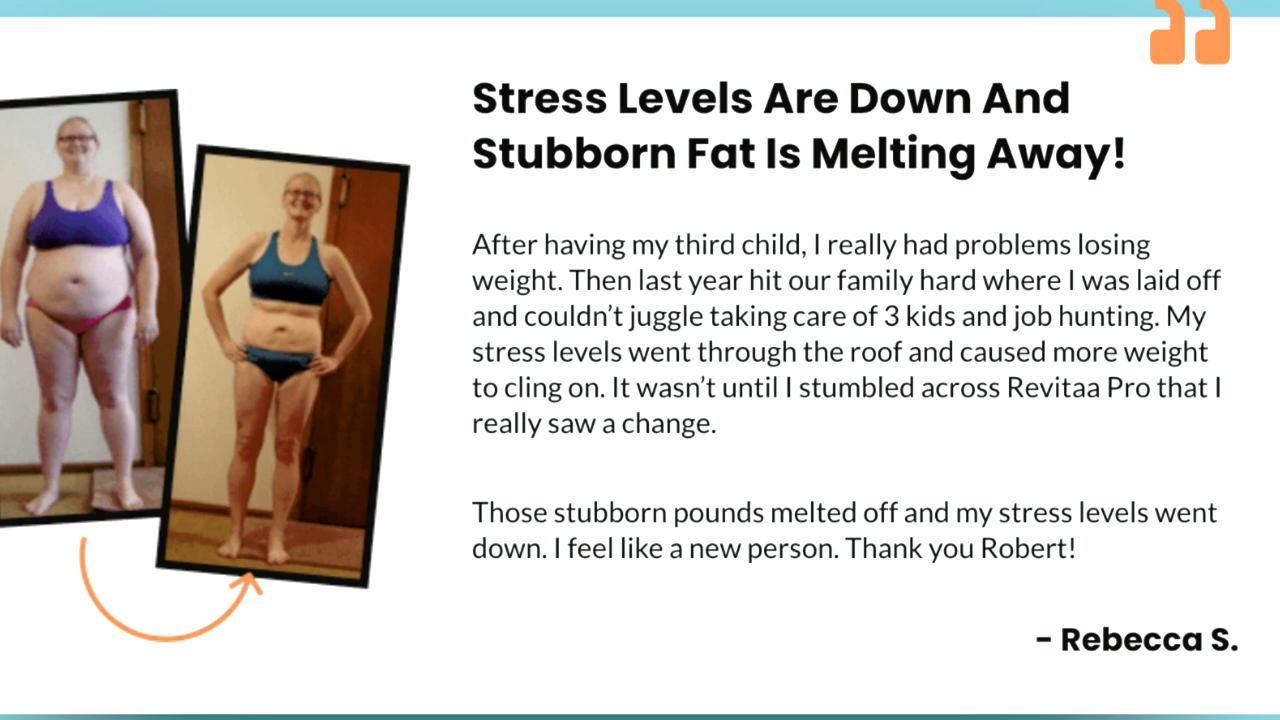 Stress Levels Are Down And
Stubborn Fat Is Melting Away!
After having my third child, I really had problems losing
weight. Then last year hit our family hard where I was laid off
and couldn’t juggle taking care of 3 kids and job hunting. My
stress levels went through the roof and caused more weight
to cling on. It wasn’t until I stumbled across Revitaa Pro that I
really saw a change.
Those stubborn pounds melted off and my stress levels went
down. I feel like a new person. Thank you Robert!
- Rebecca S.